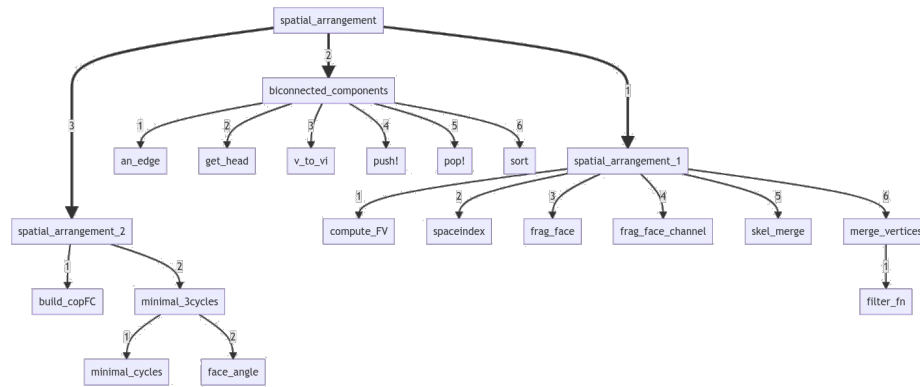 spatial_arrangement
3
2
1
biconnected_components
1
2
3
4
5
6
an_edge
get_head
v_to_vi
push!
pop!
sort
spatial_arrangement_1
1
2
3
4
5
6
spatial_arrangement_2
compute_FV
spaceindex
frag_face
frag_face_channel
skel_merge
merge_vertices
1
2
1
build_copFC
minimal_3cycles
filter_fn
1
2
minimal_cycles
face_angle